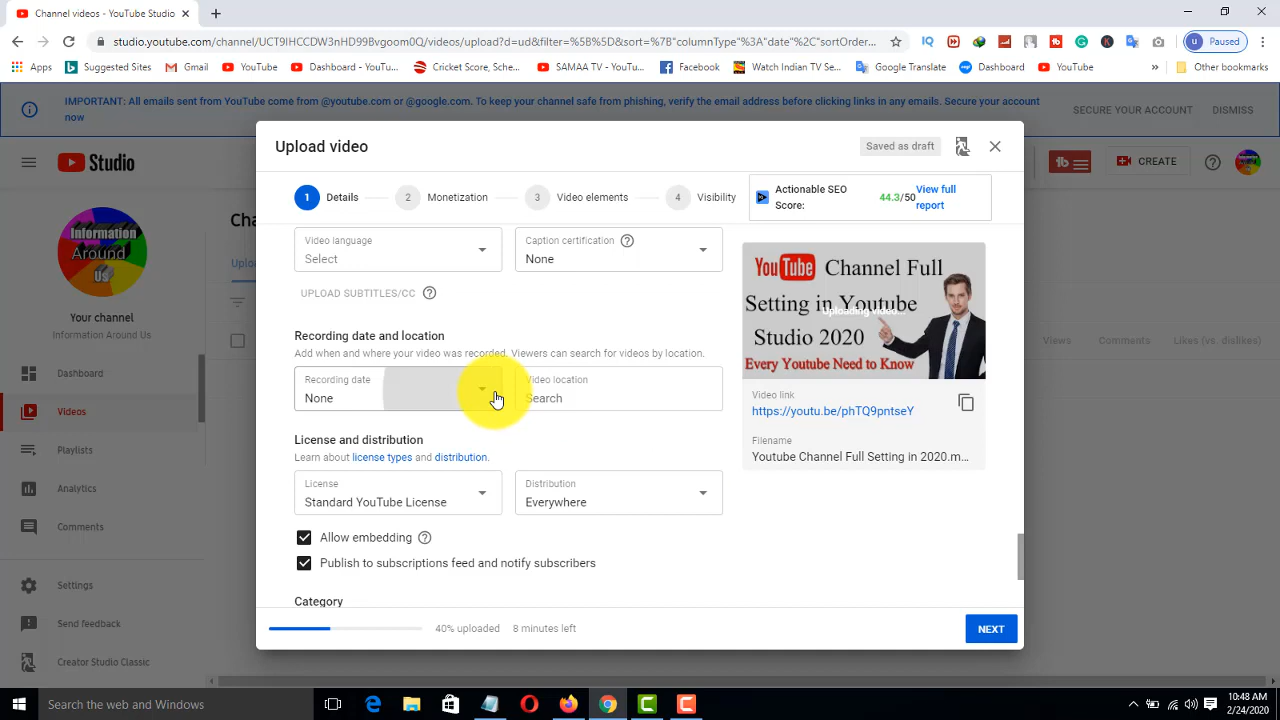 Channel videos - YouTube Studio
studio.youtube.com/channel/UCT9IHCCDs3mD99Bvgoom0Q/videos/upload?d=ud&filter=%5B%5D&sort=%7B"columnType"%3A"date"%2C"sortOrder...
Paused
Apps
Suggested Sites
Gmail
YouTube
Dashboard - YouTu...
Cricket Score, Sche...
SAMAA TV - YouTu...
Facebook
Watch Indian TV Se...
Google Translate
Dashboard
YouTube
»
Other bookmarks
IMPORTANT: All emails sent from YouTube come from @youtube.com or @google.com. To keep your channel safe from phishing, verify the email address before clicking links in any emails. Secure your account
now
SECURE YOUR ACCOUNT
DISMISS
Studio
CREATE
Information
Around
Us
Your channel
Information Around Us
Dashboard
Videos
Playlists
Analytics
Comments
Settings
Send feedback
Creator Studio Classic
Cha
Uploa
Views
Comments
Likes (vs. dislikes)
Upload video
Saved as draft
1 Details
2 Monetization
3 Video elements
4 Visibility
Actionable SEO
Score:
44.3/50
View full
report
Video language
Select
Caption certification
None
UPLOAD SUBTITLES/CC
Recording date and location
Add when and where your video was recorded. Viewers can search for videos by location.
Recording date
None
Video location
Search
License and distribution
Learn about license types and distribution.
License
Standard YouTube License
Distribution
Everywhere
Allow embedding
Publish to subscriptions feed and notify subscribers
Category
YouTube Channel Full
Setting in Youtube
Uploading video...
Studio 2020
Every Youtube Need to Know
Video link
https://youtu.be/phTQ9pntseY
Filename
Youtube Channel Full Setting in 2020.m...
40% uploaded
8 minutes left
NEXT
Search the web and Windows
10:48 AM
2/24/2020